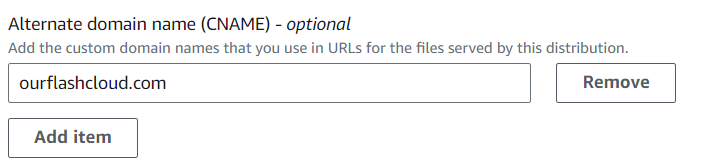 Alternate domain name (CNAME) - optional
Add the custom domain names that you use in URLs for the files served by this distribution.
ourflashcloud.com
Remove
Add item